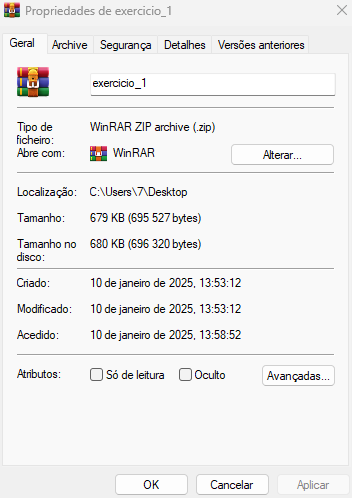 Propriedades de exercicio_1
Geral Archive Segurança Detalhes Versões anteriores
exercicio_1
Tipo de ficheiro: WinRAR ZIP archive (.zip)
Abre com: WinRAR Alterar...
Localização: C:\Users\7\Desktop
Tamanho: 679 KB (695 527 bytes)
Tamanho no disco: 680 KB (696 320 bytes)
Criado: 10 de janeiro de 2025, 13:53:12
Modificado: 10 de janeiro de 2025, 13:53:12
Acedido: 10 de janeiro de 2025, 13:58:52
Atributos: Só de leitura Oculto Avançadas...
OK Cancelar Aplicar